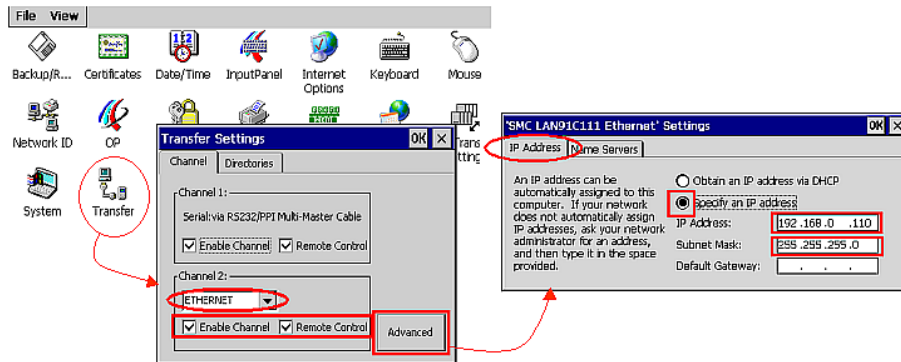 File View
Backup/R... Certificates Date/Time InputPanel Internet Options Keyboard Mouse
Network ID OP
Trans
tting
System Transfer
Transfer Settings OK ×
Channel Directories
Channel 1:
Serial:via RS232/PPI Multi-Master Cable
Enable Channel Remote Control
Channel 2:
ETHERNET
Enable Channel Remote Control
Advanced
'SMC LAN91C111 Ethernet' Settings OK ×
IP Address Name Servers
An IP address can be
automatically assigned to this
computer. If your network
does not automatically assign
IP addresses, ask your network
administrator for an address,
and then type it in the space
provided.
Obtain an IP address via DHCP
Specify an IP address
IP Address: 192.168.0 .110
Subnet Mask: 255.255.255.0
Default Gateway: . . .